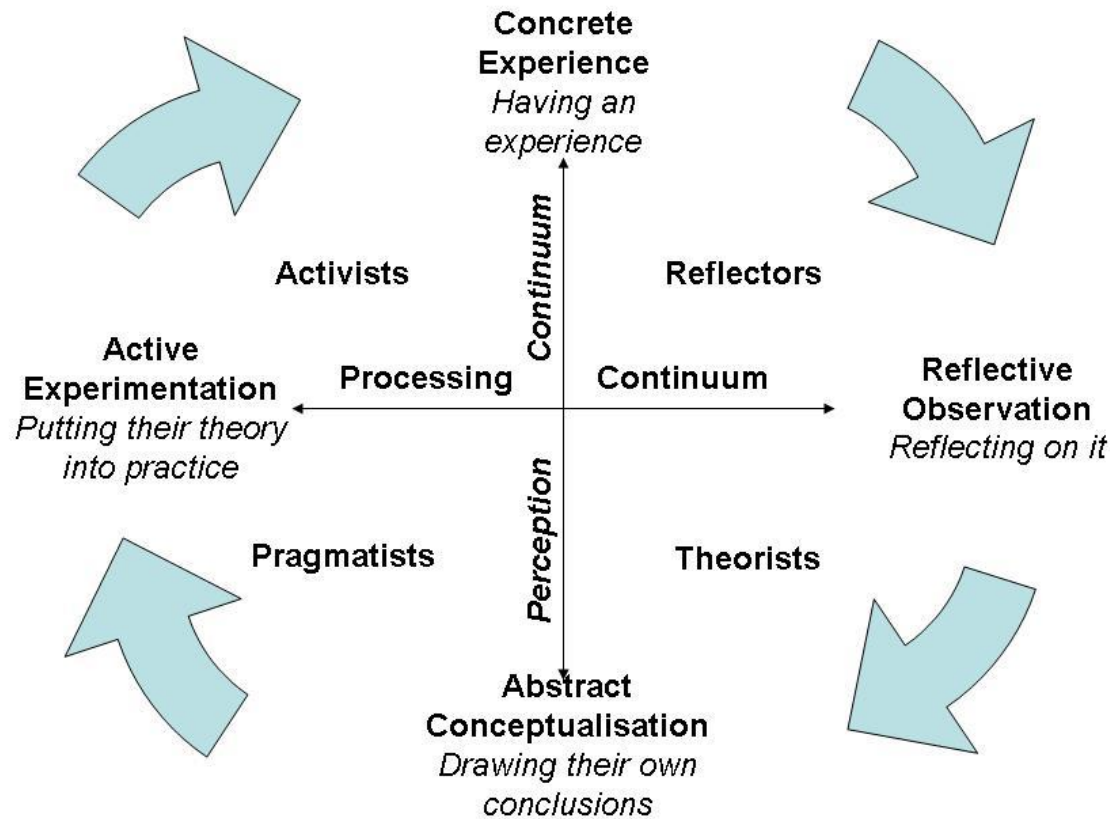 Concrete
Experience
Having an
experience
Continuum
Activists
Reflectors
Active
Experimentation
Putting their theory
into practice
Processing
Continuum
Reflective
Observation
Reflecting on it
Perception
Pragmatists
Theorists
Abstract
Conceptualisation
Drawing their own
conclusions